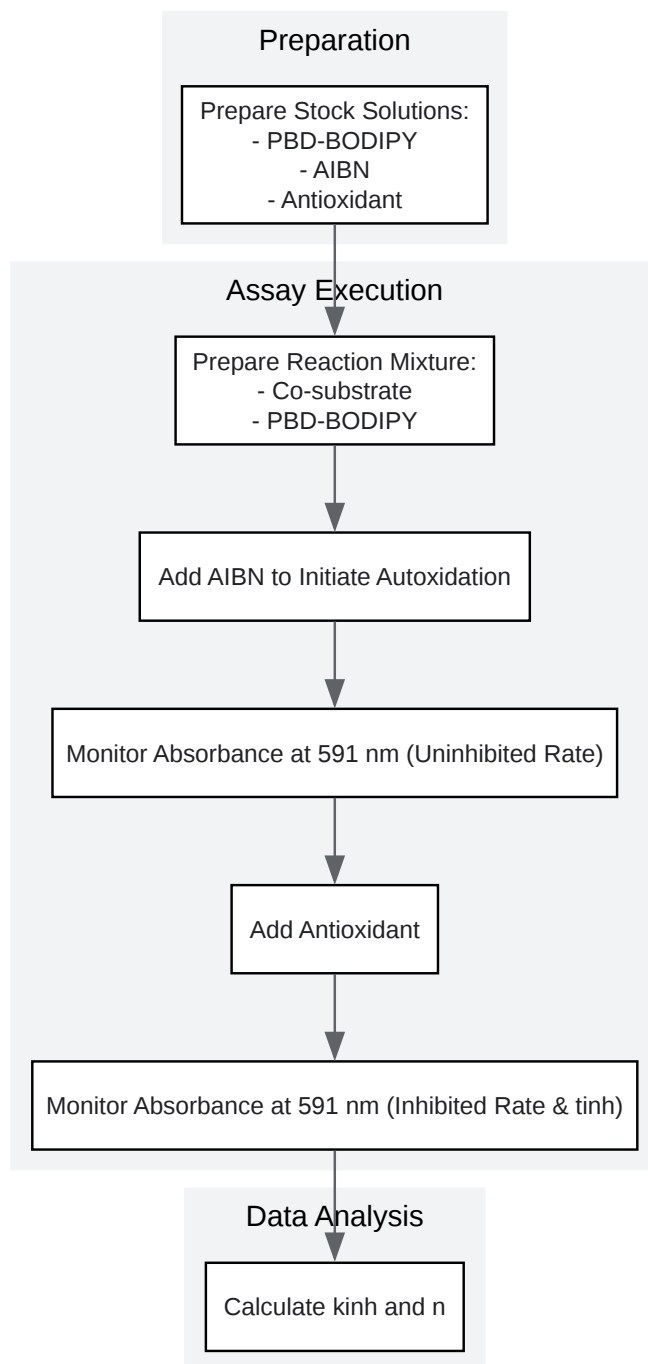 Preparation
Prepare Stock Solutions:
- PBD-BODIPY
- AIBN
- Antioxidant
Assay Execution
Prepare Reaction Mixture:
- Co-substrate
- PBD-BODIPY
Add AIBN to Initiate Autoxidation
Monitor Absorbance at 591 nm (Uninhibited Rate)
Add Antioxidant
Monitor Absorbance at 591 nm (Inhibited Rate & tinh)
Data Analysis
Calculate kinh and n